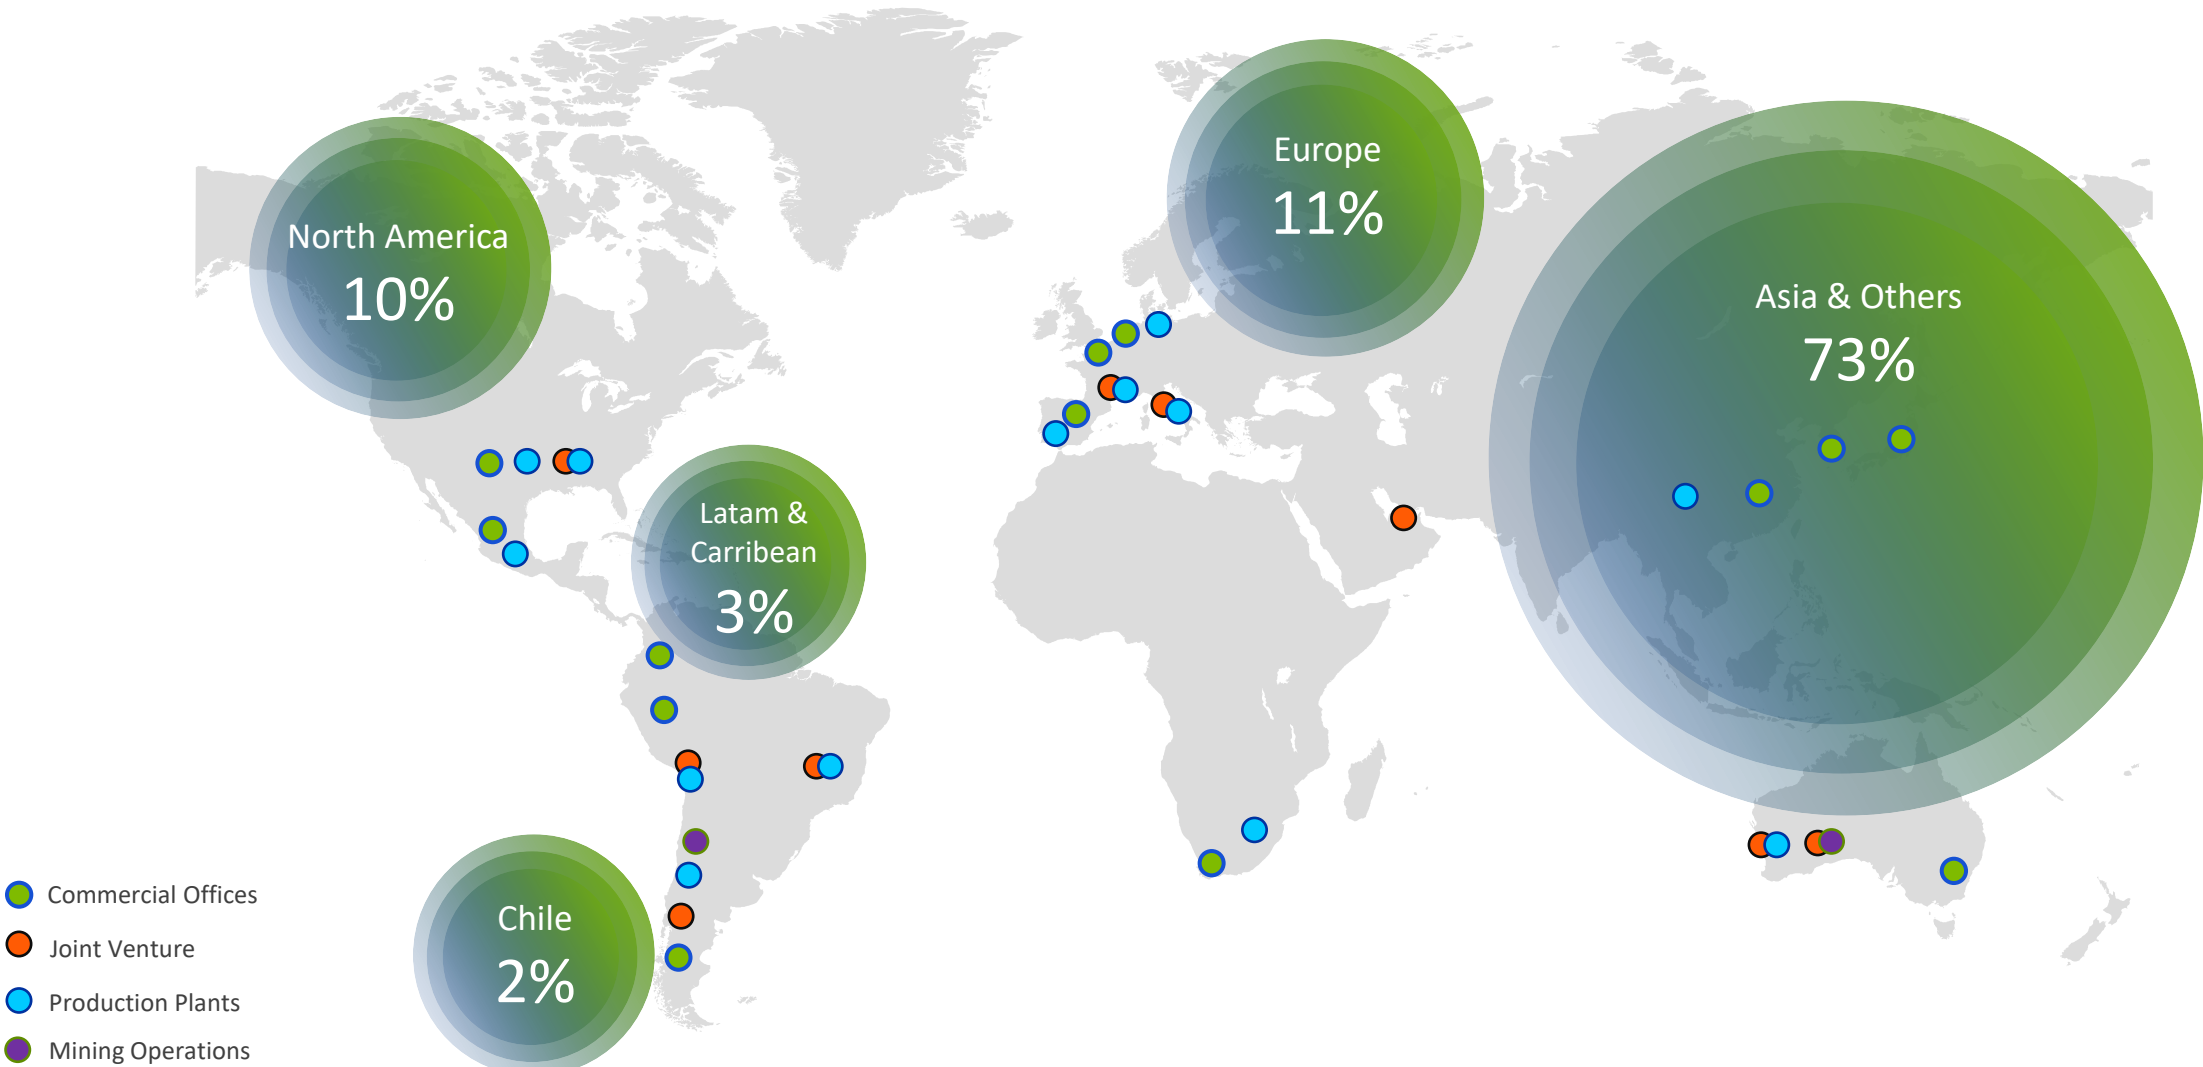 North America
10%
Europe
11%
Asia & Others
73%
Latam &
Carribean
3%
Chile
2%
Commercial Offices
Joint Venture
Production Plants
Mining Operations